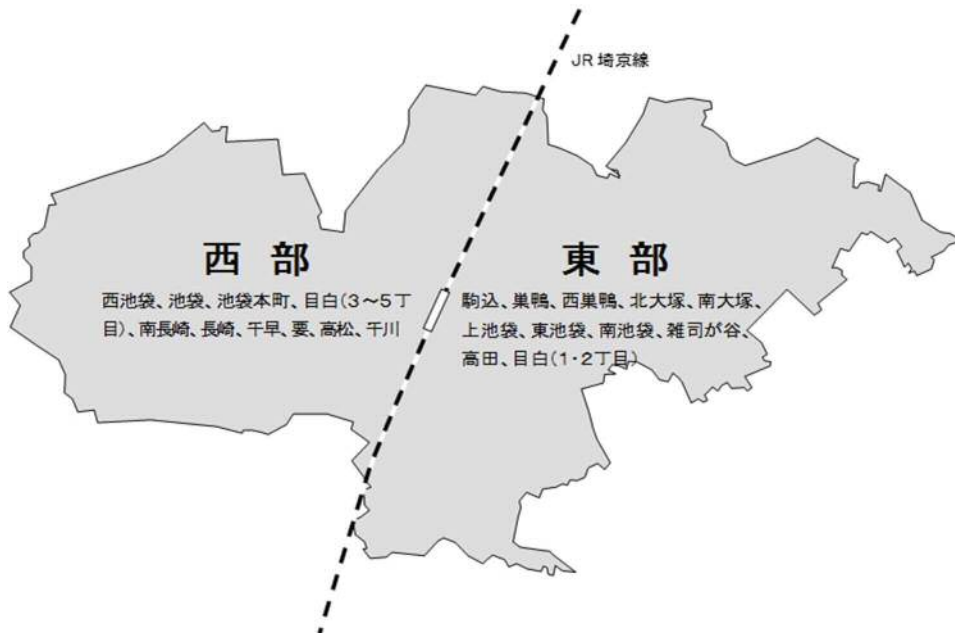 JR 埼京線
西 部
西池袋、池袋、池袋本町、目白(3～5丁
目)、南長崎、長崎、千早、要、高松、千川
東 部
駒込、巣鴨、西巣鴨、北大塚、南大塚、
上池袋、東池袋、南池袋、雑司が谷、
高田、目白(1・2丁目)